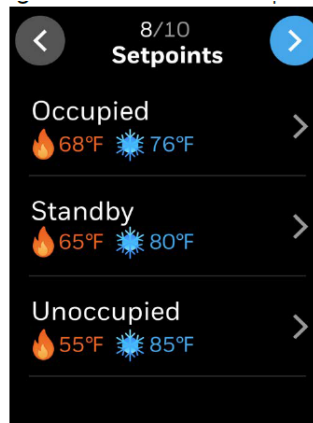 8/10
Setpoints
Occupied
68°F 76°F
Standby
65°F 80°F
Unoccupied
55°F 85°F